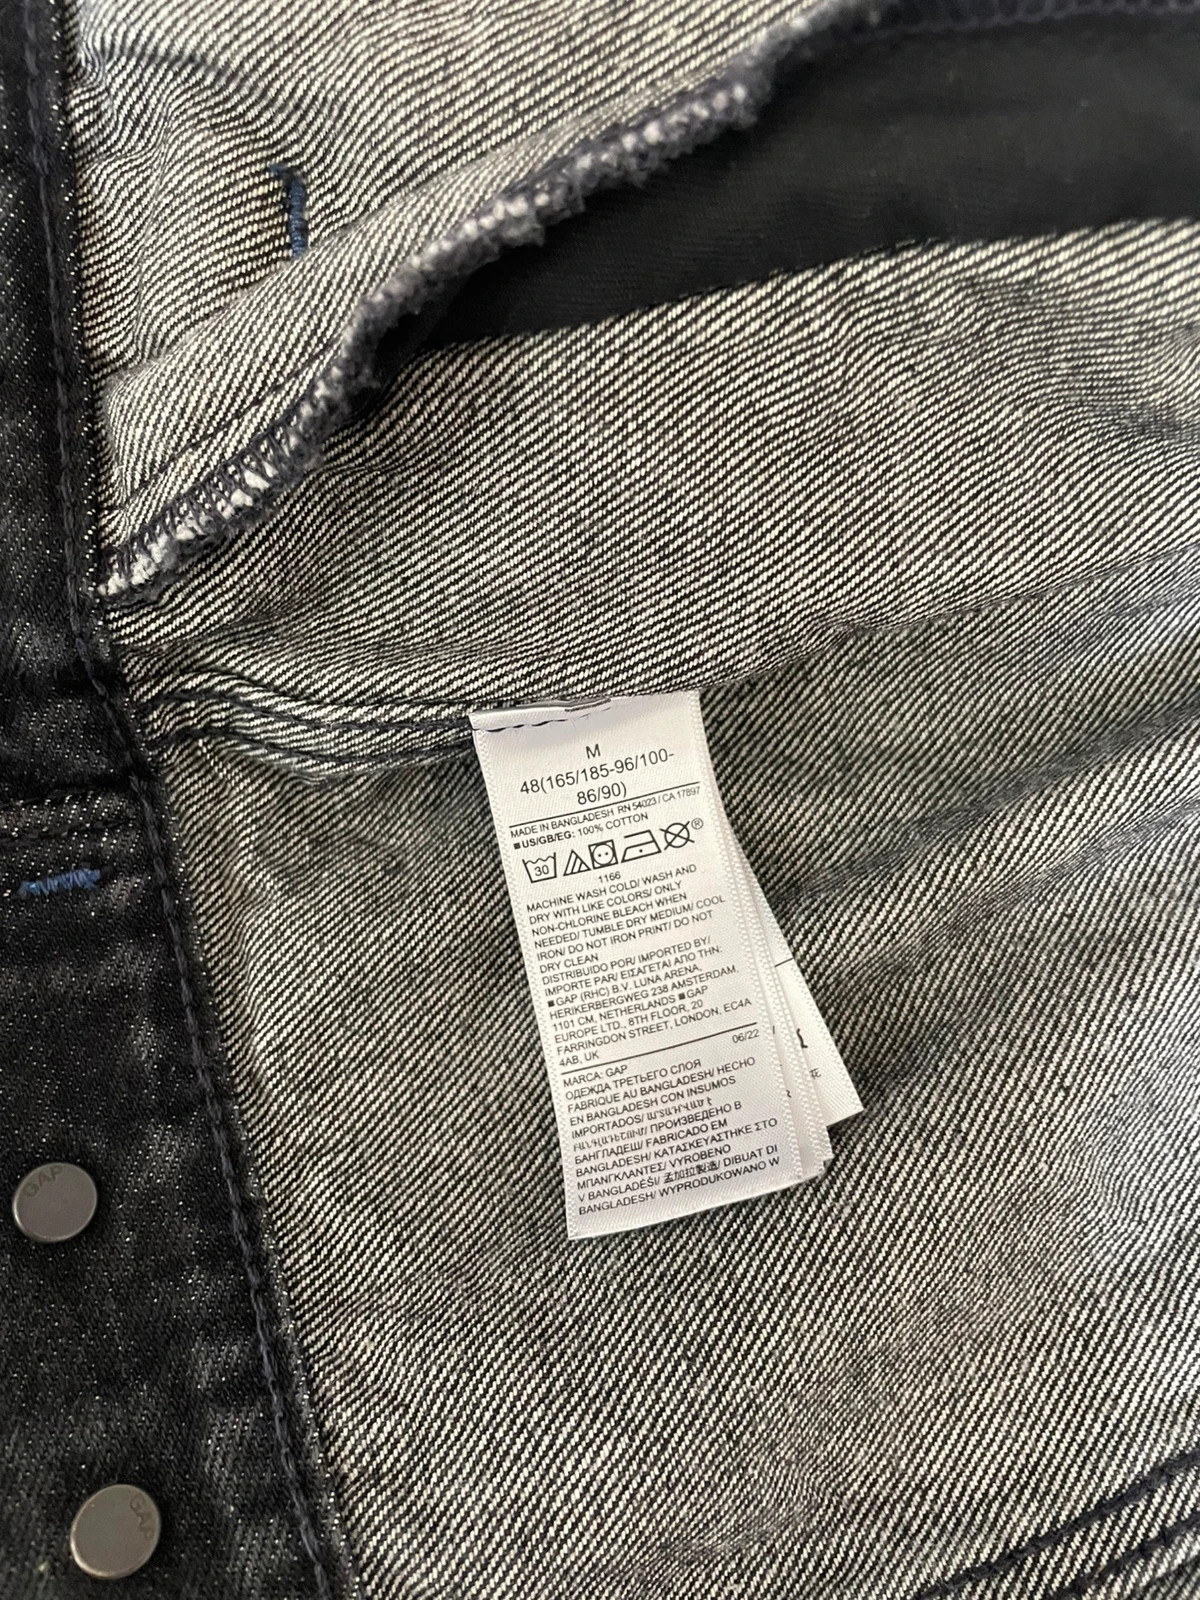 M
48(165/185-96/100-
86/90)
MADE IN BANGLADESH RN 54023 / CA 17897
■US/GB/EG: 100% COTTON
30
®
1166
MACHINE WASH COLD/ WASH AND
DRY WITH LIKE COLORS/ ONLY
NON-CHLORINE BLEACH WHEN
NEEDED/ TUMBLE DRY MEDIUM/ COOL
IRON/ DO NOT IRON PRINT/ DO NOT
DRY CLEAN
DISTRIBUIDO POR/ IMPORTED BY/
IMPORTE PAR/ ΕΙΣΑΓΕΤΑΙ ΑΠΟ ΤΗΝ:
■GAP (RHC) B.V. LUNA ARENA,
HERIKERBERGWEG 238 AMSTERDAM,
1101 CM, NETHERLANDS ■GAP
EUROPE LTD., 8TH FLOOR, 20
FARRINGDON STREET, LONDON, EC4A
4AB, UK
06/22
MARCA: GAP
ОДЕЖДА ТРЕТЬЕГО СЛОЯ
FABRIQUE AU BANGLADESH/ HECHO
EN BANGLADESH CON INSUMOS
IMPORTADOS/
ПРОИЗВЕДЕНО В
БАНГЛАДЕШ/ FABRICADO EM
BANGLADESH/ ΚΑΤΑΣΚΕΥΑΣΤΗΚΕ ΣΤΟ
ΜΠΑΝΓΚΛΑΝΤΕΣ/ VYROBENO
V BANGLADÉŠI/ 孟加拉製造/ DIBUAT DI
BANGLADESH/ WYPRODUKOWANO W
GAP
GAP